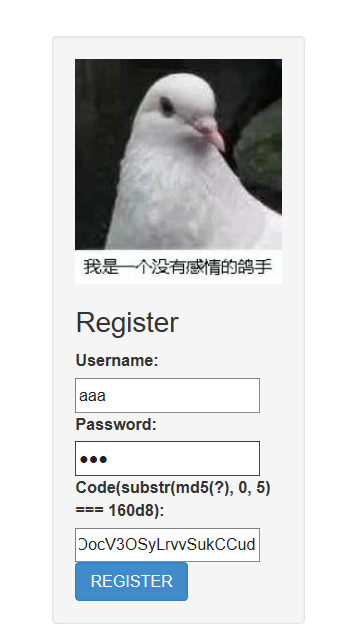 我是一个没有感情的鸽手
Register
Username:
aaa
Password:
●●●
Code(substr(md5(?), 0, 5)
=== 160d8):
OocV3OSyLrvvSukCCud
REGISTER